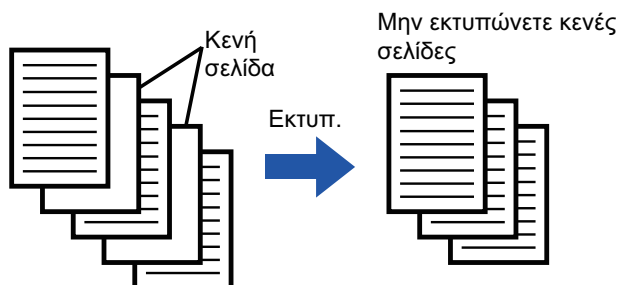 Κενή
σελίδα
Εκτυπ.
Μην εκτυπώνετε κενές
σελίδες